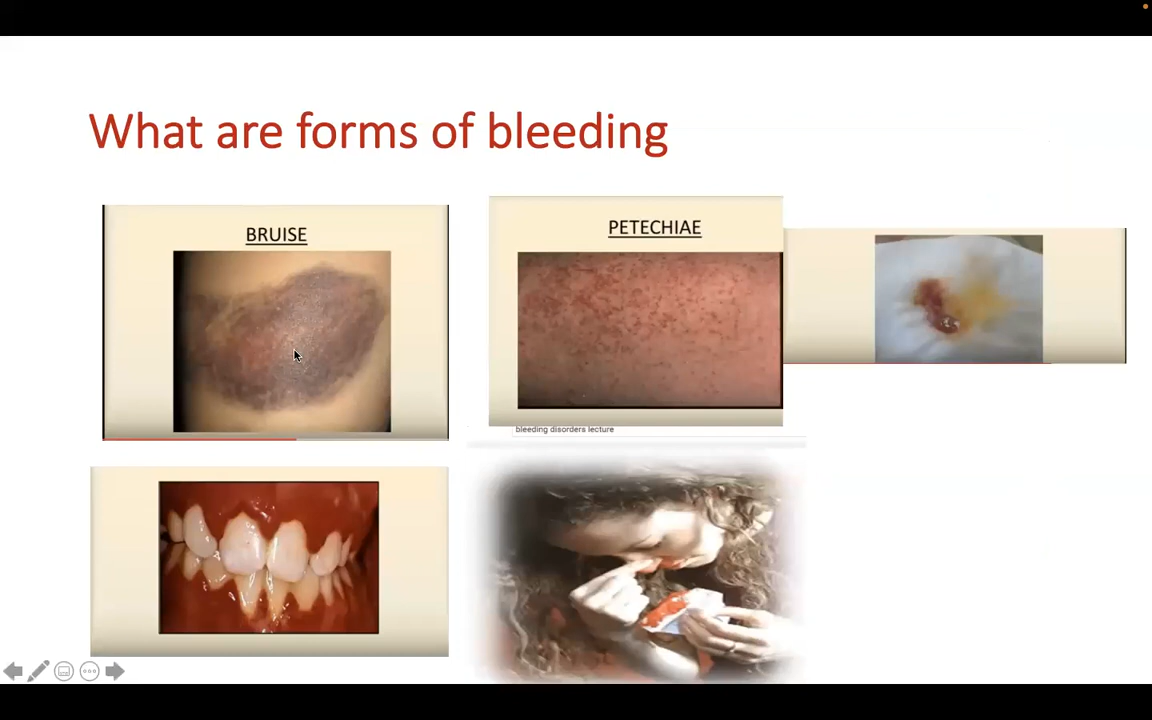 What are forms of bleeding
BRUISE
PETECHIAE
bleeding disorders lecture